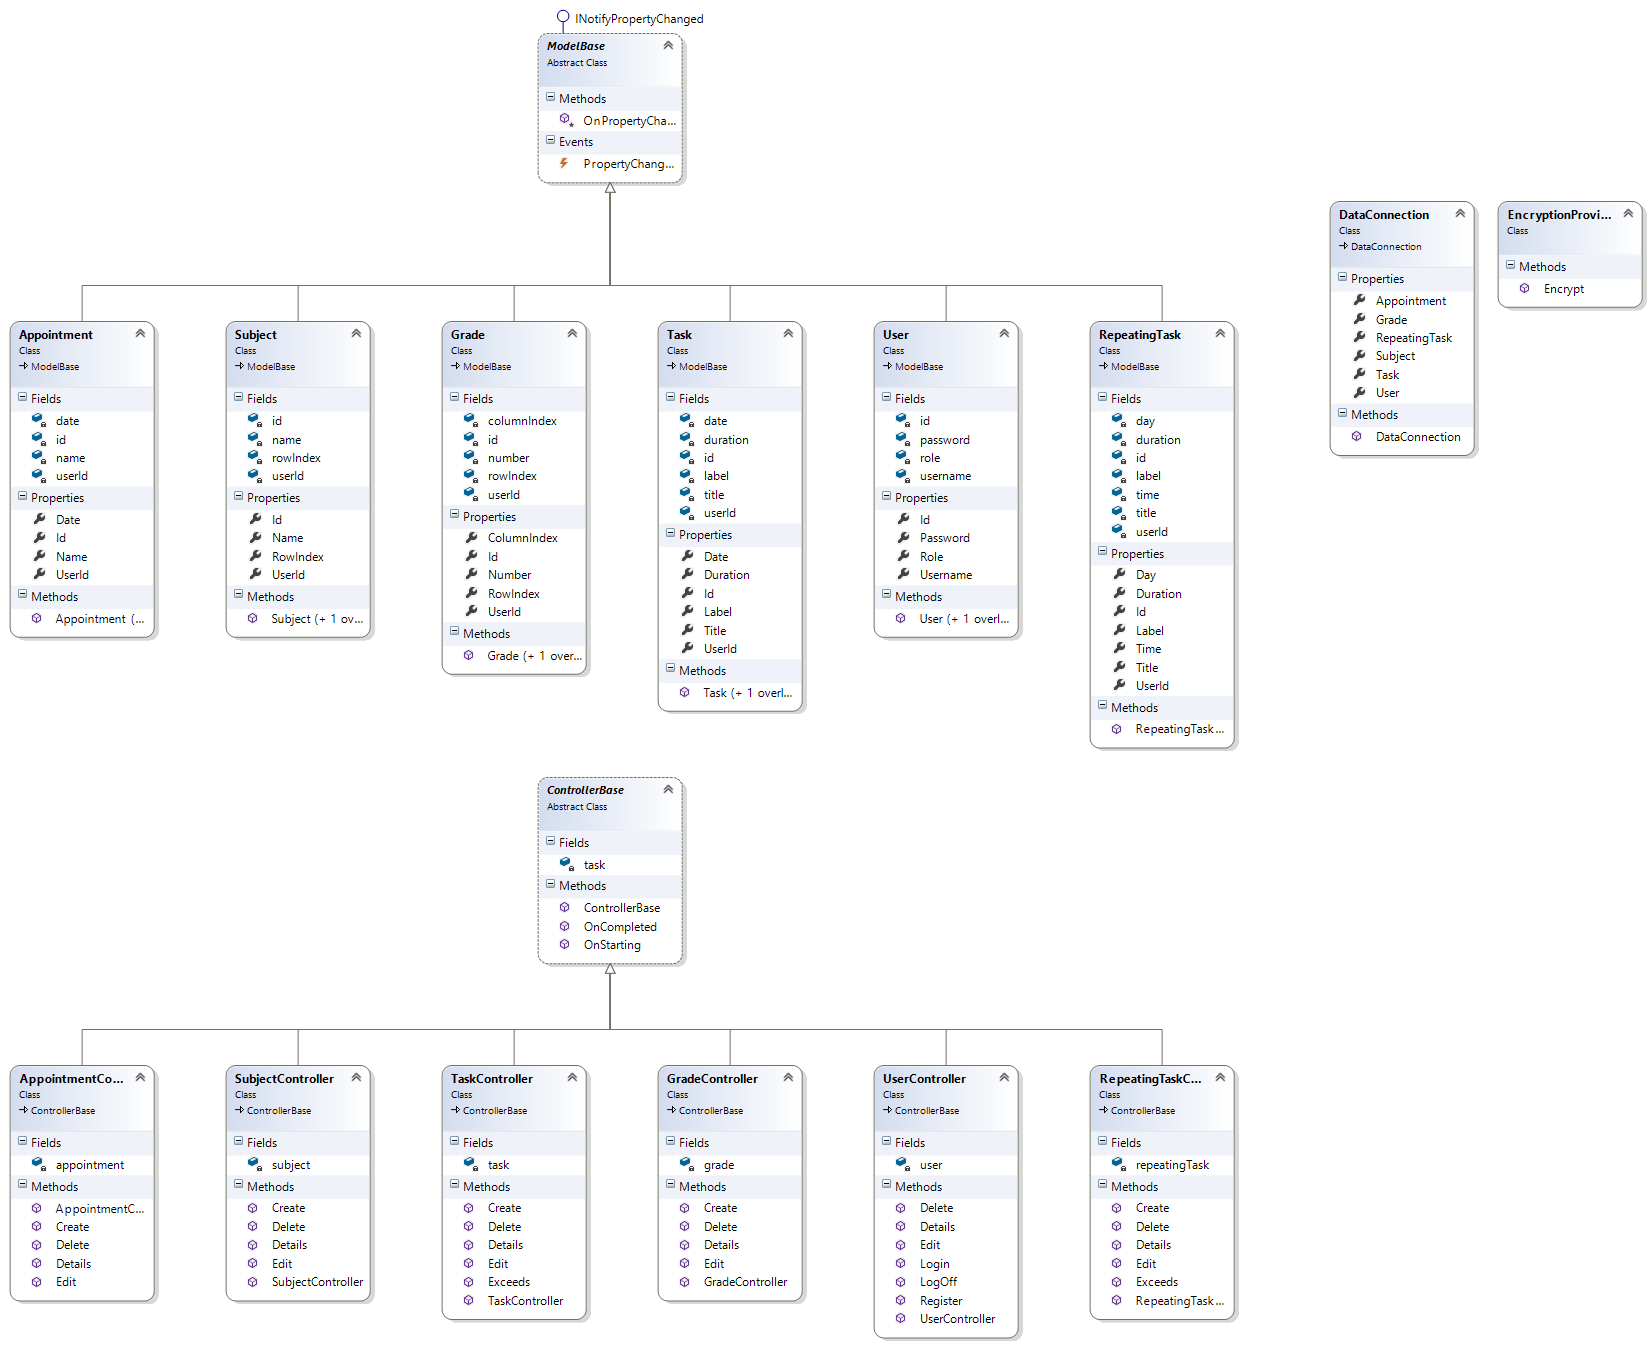 INotifyPropertyChanged
ModelBase
Abstract Class
Methods
OnPropertyCha...
Events
PropertyChang...
DataConnection
Class
DataConnection
Properties
Appointment
Grade
RepeatingTask
Subject
Task
User
Methods
DataConnection
EncryptionProvi...
Class
Methods
Encrypt
Appointment
Class
ModelBase
Fields
date
id
name
userId
Properties
Date
Id
Name
UserId
Methods
Appointment (...
Subject
Class
ModelBase
Fields
id
name
rowIndex
userId
Properties
Id
Name
RowIndex
UserId
Methods
Subject (+ 1 ov...
Grade
Class
ModelBase
Fields
columnIndex
id
number
rowIndex
userId
Properties
ColumnIndex
Id
Number
RowIndex
UserId
Methods
Grade (+ 1 over...
Task
Class
ModelBase
Fields
date
duration
id
label
title
userId
Properties
Date
Duration
Id
Label
Title
UserId
Methods
Task (+ 1 overl...
User
Class
ModelBase
Fields
id
password
role
username
Properties
Id
Password
Role
Username
Methods
User (+ 1 overl...
RepeatingTask
Class
ModelBase
Fields
day
duration
id
label
time
title
userId
Properties
Day
Duration
Id
Label
Time
Title
UserId
Methods
RepeatingTask...
ControllerBase
Abstract Class
Fields
task
Methods
ControllerBase
OnCompleted
OnStarting
AppointmentCo...
Class
ControllerBase
Fields
appointment
Methods
AppointmentC...
Create
Delete
Details
Edit
SubjectController
Class
ControllerBase
Fields
subject
Methods
Create
Delete
Details
Edit
SubjectController
TaskController
Class
ControllerBase
Fields
task
Methods
Create
Delete
Details
Edit
Exceeds
TaskController
GradeController
Class
ControllerBase
Fields
grade
Methods
Create
Delete
Details
Edit
GradeController
UserController
Class
ControllerBase
Fields
user
Methods
Delete
Details
Edit
Login
LogOff
Register
UserController
RepeatingTaskC...
Class
ControllerBase
Fields
repeatingTask
Methods
Create
Delete
Details
Edit
Exceeds
RepeatingTask...